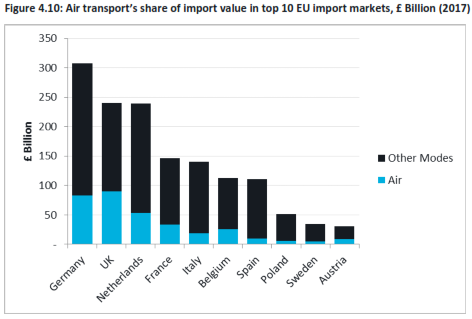 Figure 4.10: Air transport's share of import value in top 10 EU import markets, £ Billion (2017)
350
300
250
200
150
100
50
-
£ Billion
Germany
UK
Netherlands
France
Italy
Belgium
Spain
Poland
Sweden
Austria
Other Modes
Air